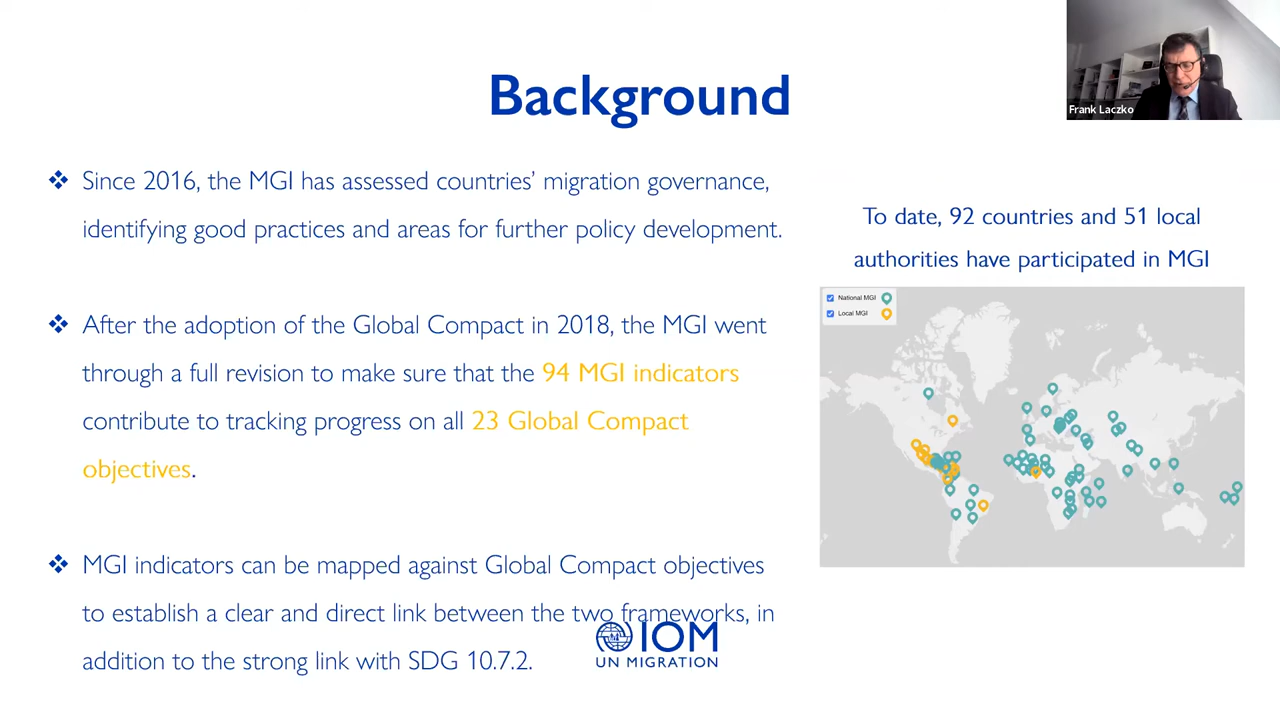 Background
❖ Since 2016, the MGI has assessed countries’ migration governance,
identifying good practices and areas for further policy development.
❖ After the adoption of the Global Compact in 2018, the MGI went
through a full revision to make sure that the 94 MGI indicators
contribute to tracking progress on all 23 Global Compact
objectives.
❖ MGI indicators can be mapped against Global Compact objectives
to establish a clear and direct link between the two frameworks, in
addition to the strong link with SDG 10.7.2.
To date, 92 countries and 51 local
authorities have participated in MGI
National MGI
Local MGI
IOM
UN MIGRATION
Frank Laczko